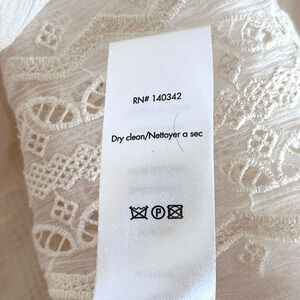 RN# 140342
Dry clean/Nettoyer a sec
P